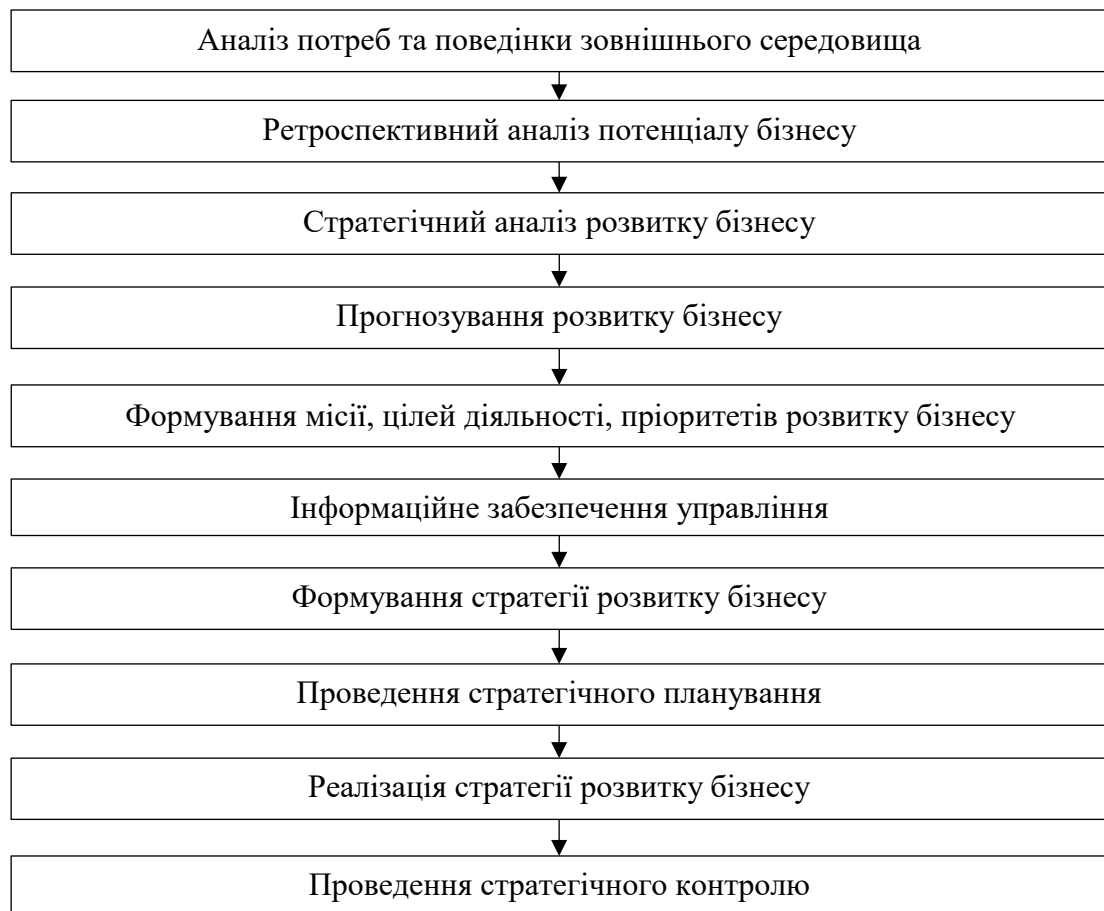 Аналіз потреб та поведінки зовнішнього середовища
Ретроспективний аналіз потенціалу бізнесу
Стратегічний аналіз розвитку бізнесу
Прогнозування розвитку бізнесу
Формування місії, цілей діяльності, пріоритетів розвитку бізнесу
Інформаційне забезпечення управління
Формування стратегії розвитку бізнесу
Проведення стратегічного планування
Реалізація стратегії розвитку бізнесу
Проведення стратегічного контролю